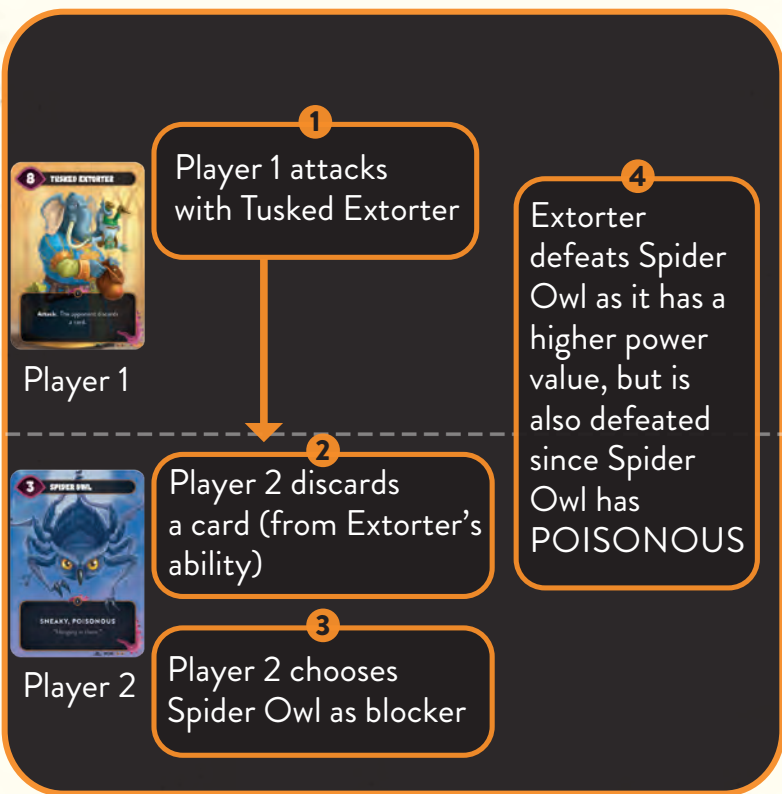 1
Player 1 attacks
with Tusked Extorter
8 TUSKED EXTORTER
Attack: The opponent discards
a card.
Player 1
2
Player 2 discards
a card (from Extorter's
ability)
3 SPIDER OWL
SNEAKY, POISONOUS
"Hanging in there."
Player 2
3
Player 2 chooses
Spider Owl as blocker
4
Extorter
defeats Spider
Owl as it has a
higher power
value, but is
also defeated
since Spider
Owl has
POISONOUS